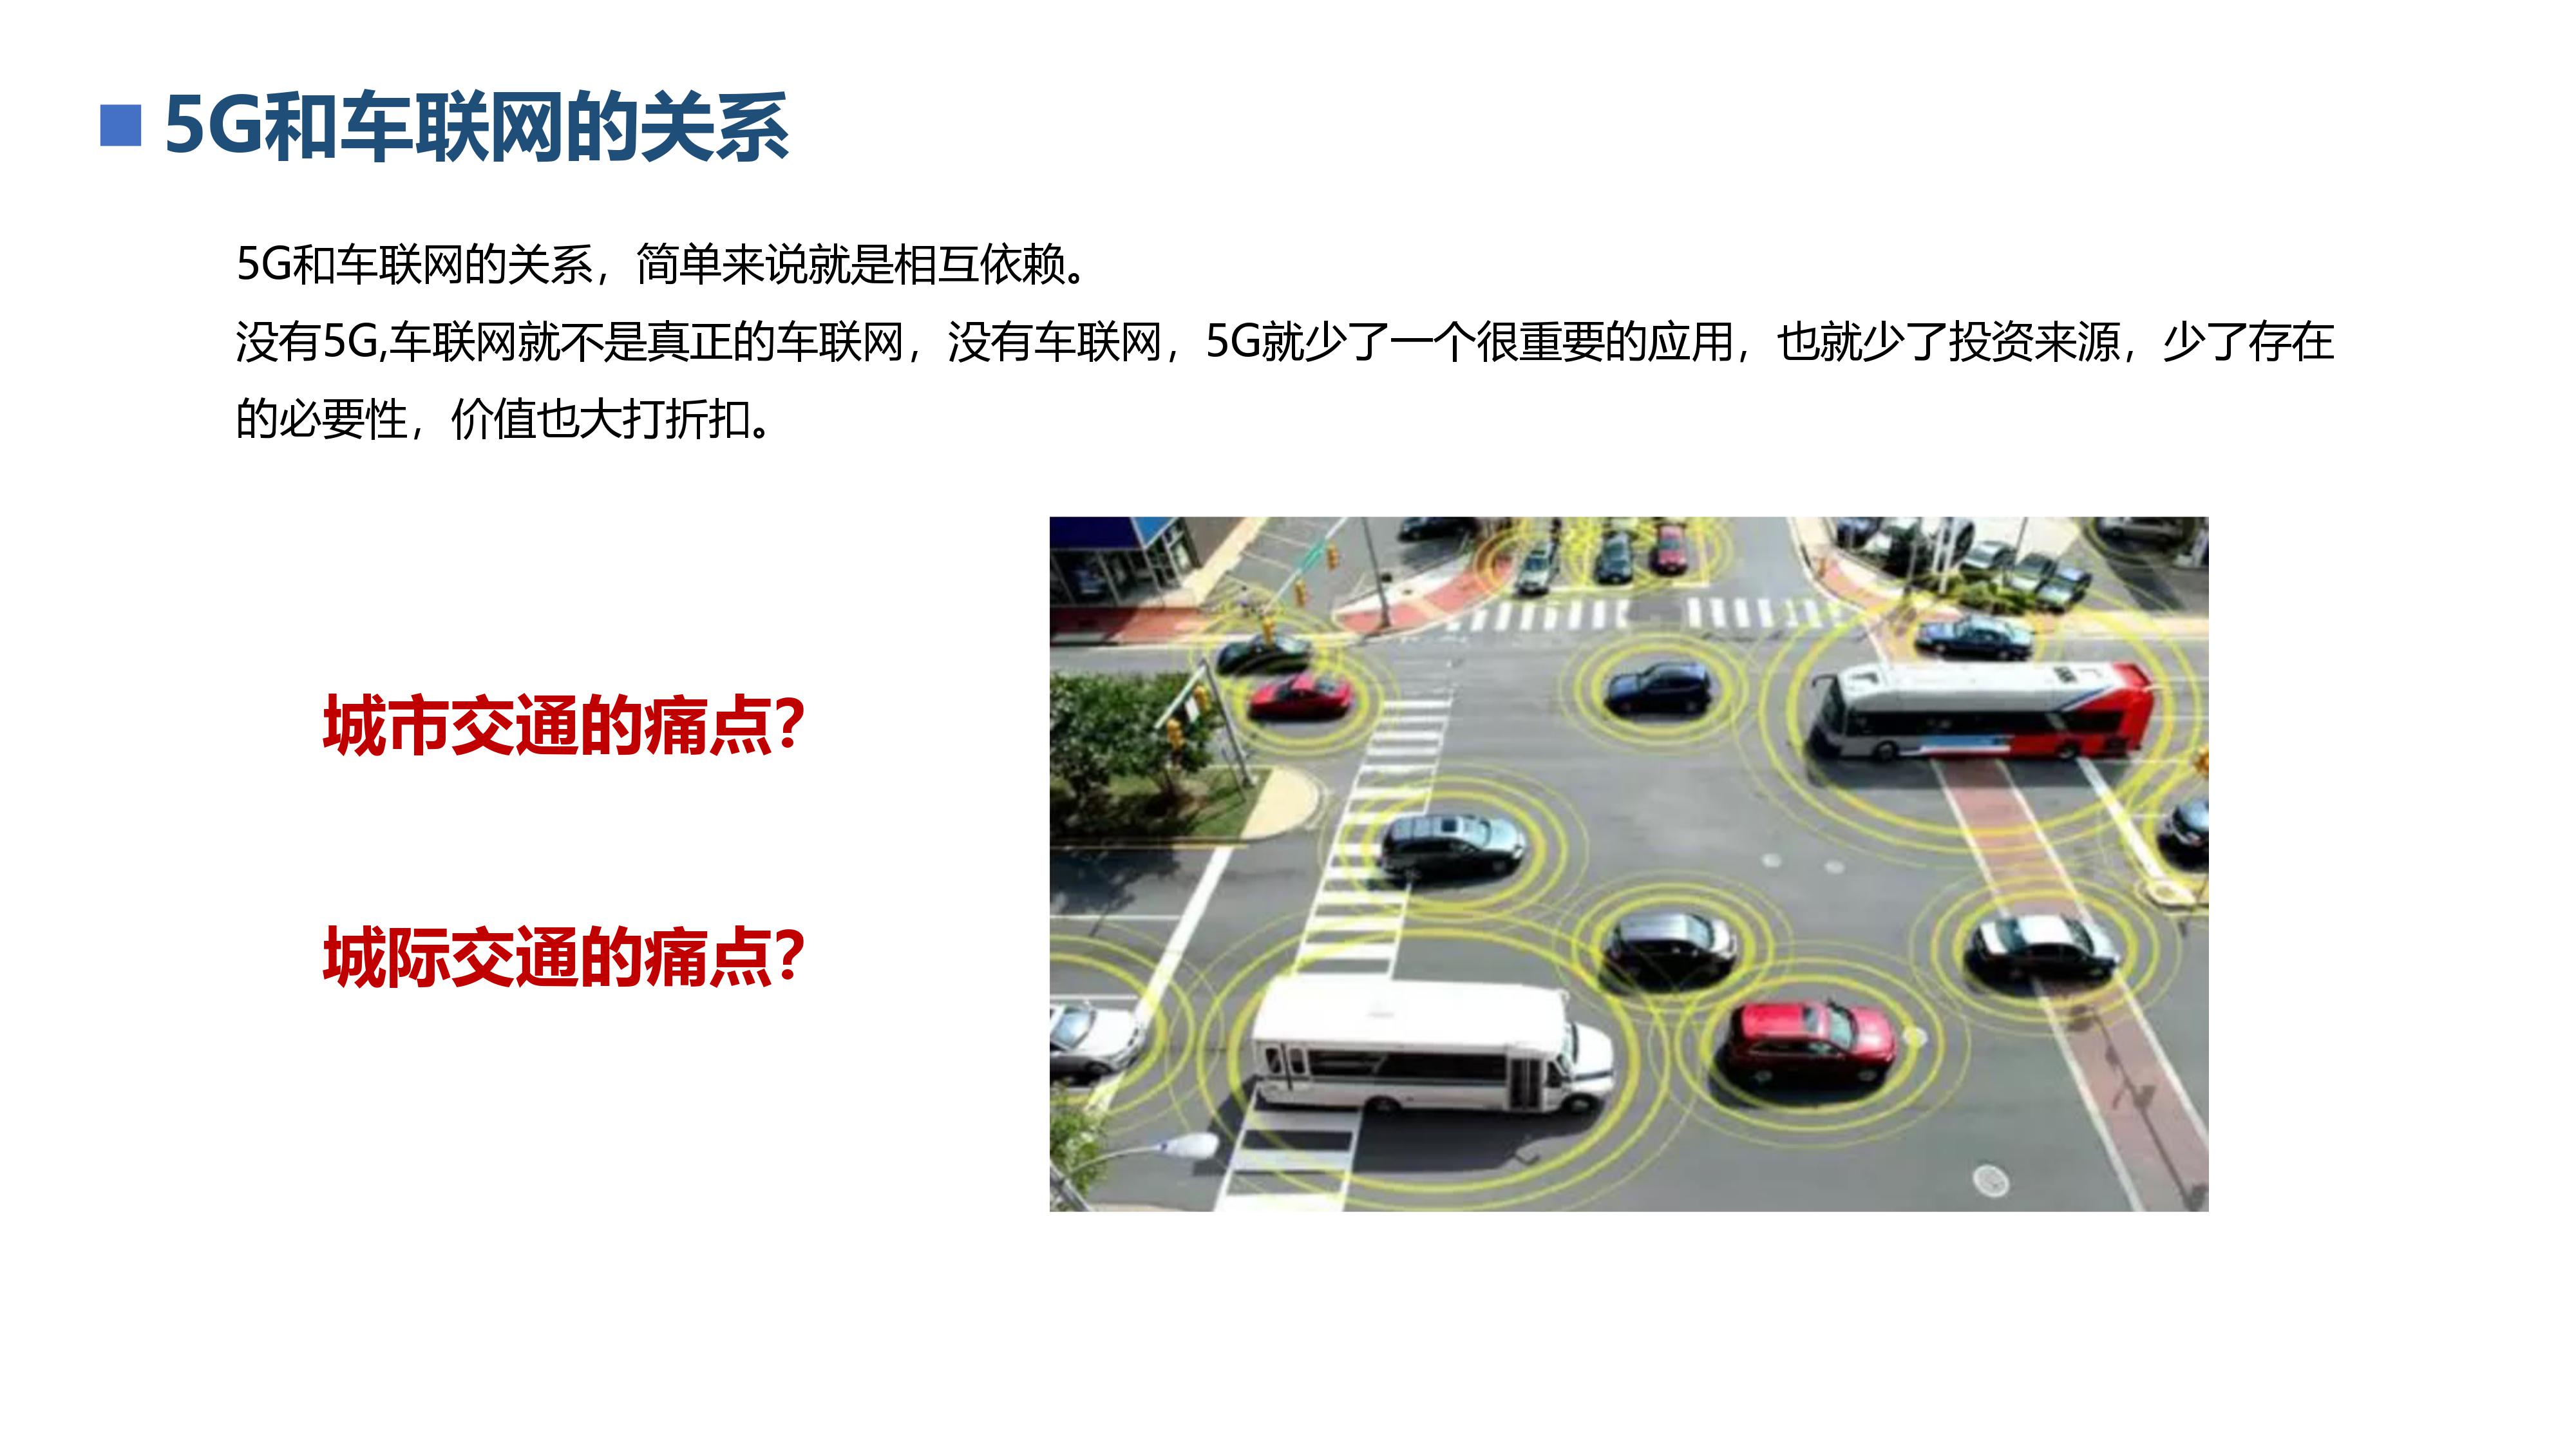 5G和车联网的关系
5G和车联网的关系，简单来说就是相互依赖。
没有5G,车联网就不是真正的车联网，没有车联网，5G就少了一个很重要的应用，也就少了投资来源，少了存在
的必要性，价值也大打折扣。
城市交通的痛点？
城际交通的痛点？